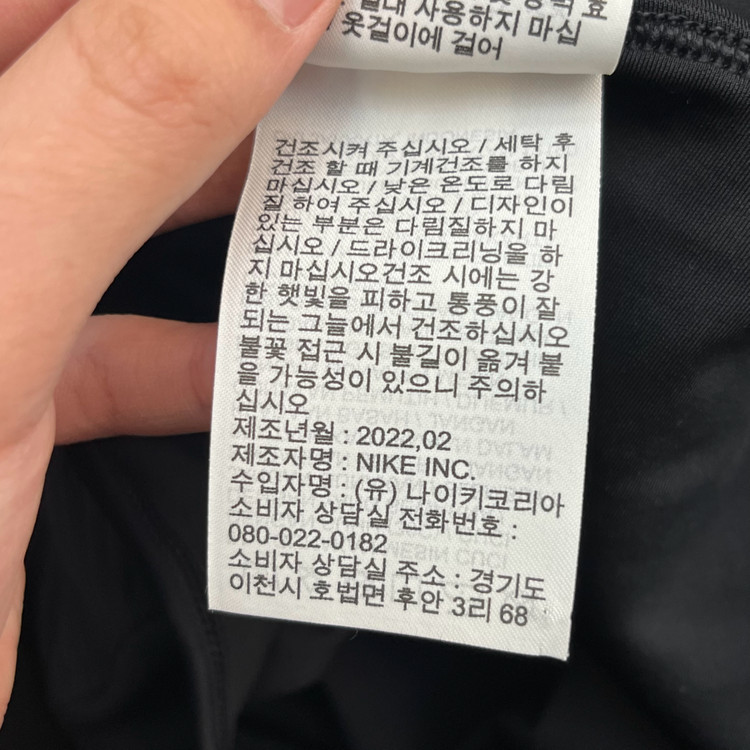 사용하지 마십
옷걸이에 걸어
건조시켜 주십시오 / 세탁 후
건조 할 때 기계건조를 하지
마십시오 / 낮은 온도로 다림
질 하여 주십시오 / 디자인이
있는 부분은 다림질하지 마
십시오 / 드라이크리닝을 하
지 마십시오건조 시에는 강
한 햇빛을 피하고 통풍이 잘
되는 그늘에서 건조하십시오
불꽃 접근 시 불길이 옮겨 붙
을 가능성이 있으니 주의하
십시오
제조년월 : 2022,02
제조자명 : NIKE INC.
수입자명 : (유) 나이키코리아
소비자 상담실 전화번호 :
080-022-0182
소비자 상담실 주소 : 경기도
이천시 호법면 후안 3리 68